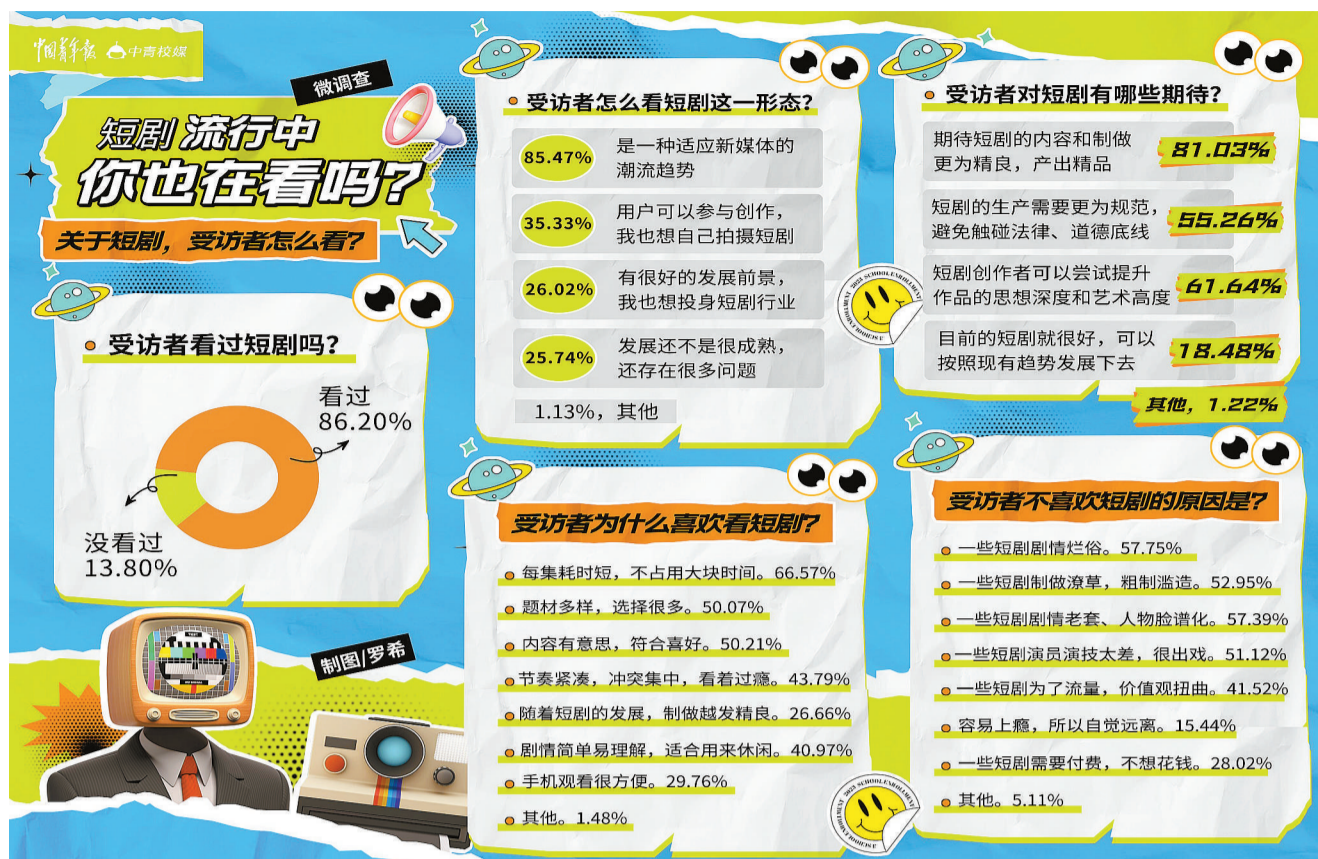 中国青年报 中青校媒
微调查
短剧 流行中
你也在看吗?
关于短剧，受访者怎么看?
受访者看过短剧吗?
看过
86.20%
没看过
13.80%
制图/罗希
受访者怎么看短剧这一形态?
85.47%
是一种适应新媒体的
潮流趋势
35.33%
用户可以参与创作，
我也想自己拍摄短剧
26.02%
有很好的发展前景，
我也想投身短剧行业
25.74%
发展还不是很成熟，
还存在很多问题
1.13%，其他
受访者对短剧有哪些期待?
期待短剧的内容和制做
更为精良，产出精品
81.03%
短剧的生产需要更为规范，
避免触碰法律、道德底线
55.26%
短剧创作者可以尝试提升
作品的思想深度和艺术高度
61.64%
目前的短剧就很好，可以
按照现有趋势发展下去
18.48%
其他，1.22%
受访者为什么喜欢看短剧?
每集耗时短，不占用大块时间。66.57%
题材多样，选择很多。50.07%
内容有意思，符合喜好。50.21%
节奏紧凑，冲突集中，看着过瘾。43.79%
随着短剧的发展，制做越发精良。26.66%
剧情简单易理解，适合用来休闲。40.97%
手机观看很方便。29.76%
其他。1.48%
受访者不喜欢短剧的原因是?
一些短剧剧情烂俗。57.75%
一些短剧制做潦草，粗制滥造。52.95%
一些短剧剧情老套、人物脸谱化。57.39%
一些短剧演员演技太差，很出戏。51.12%
一些短剧为了流量，价值观扭曲。41.52%
容易上瘾，所以自觉远离。15.44%
一些短剧需要付费，不想花钱。28.02%
其他。5.11%